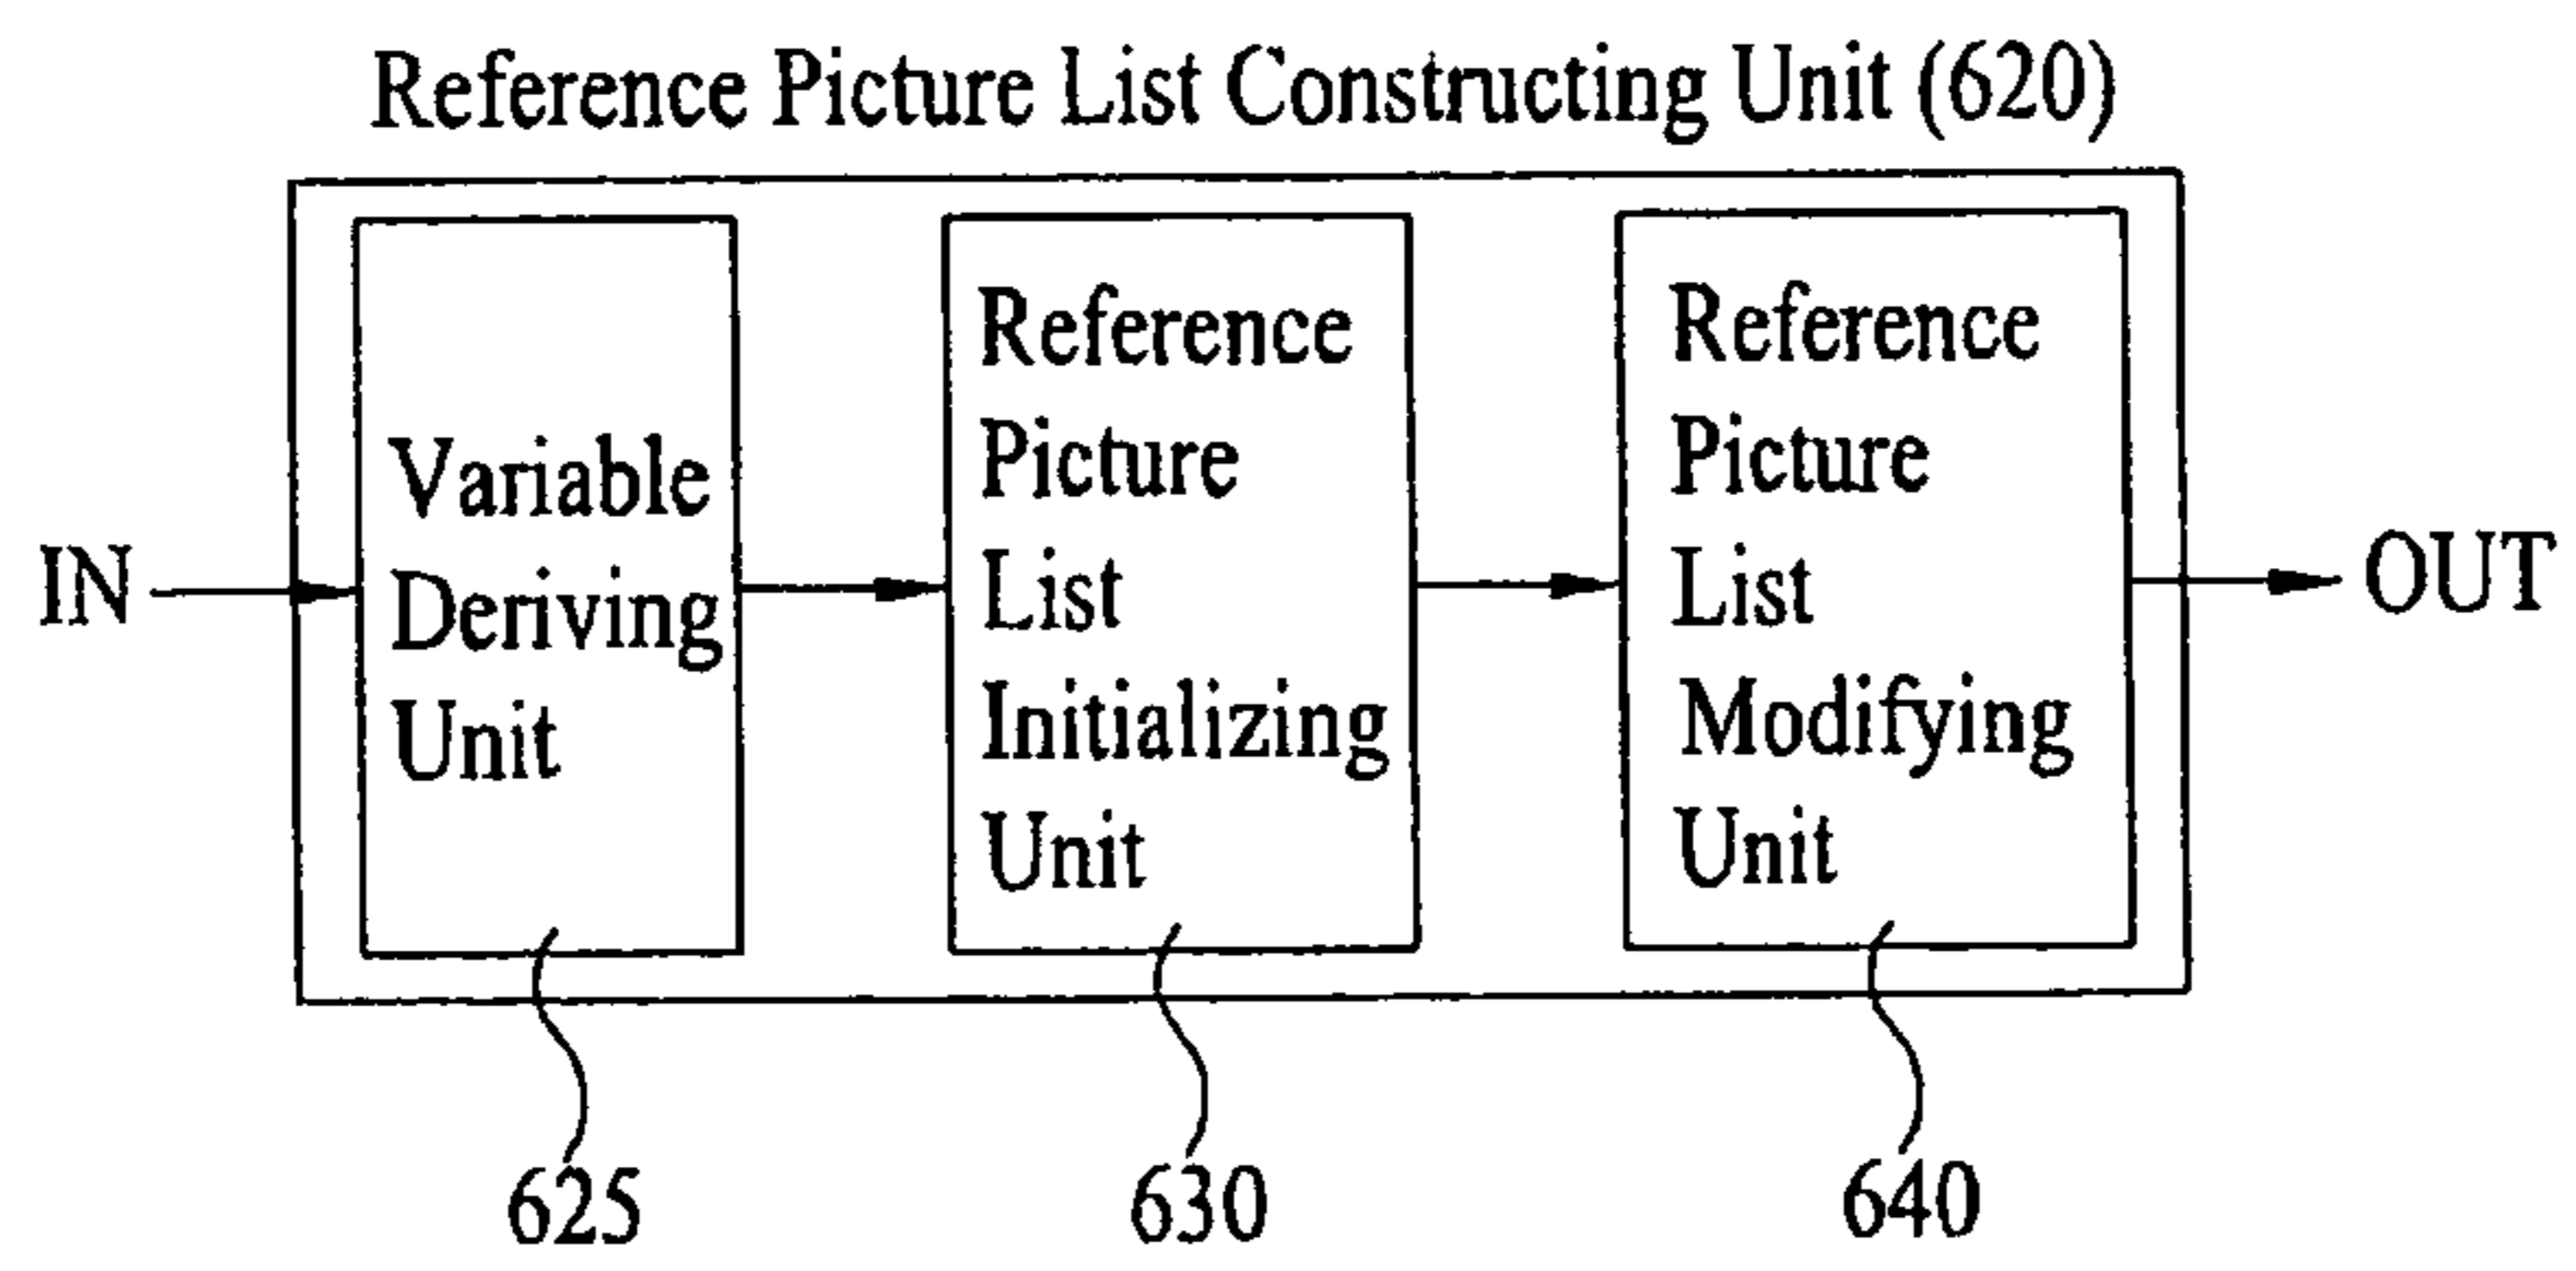 Reference Picture List Constructing Unit (620)
IN
Variable
Deriving
Unit
Reference
Picture
List
Initializing
Unit
Reference
Picture
List
Modifying
Unit
OUT
625
630
640